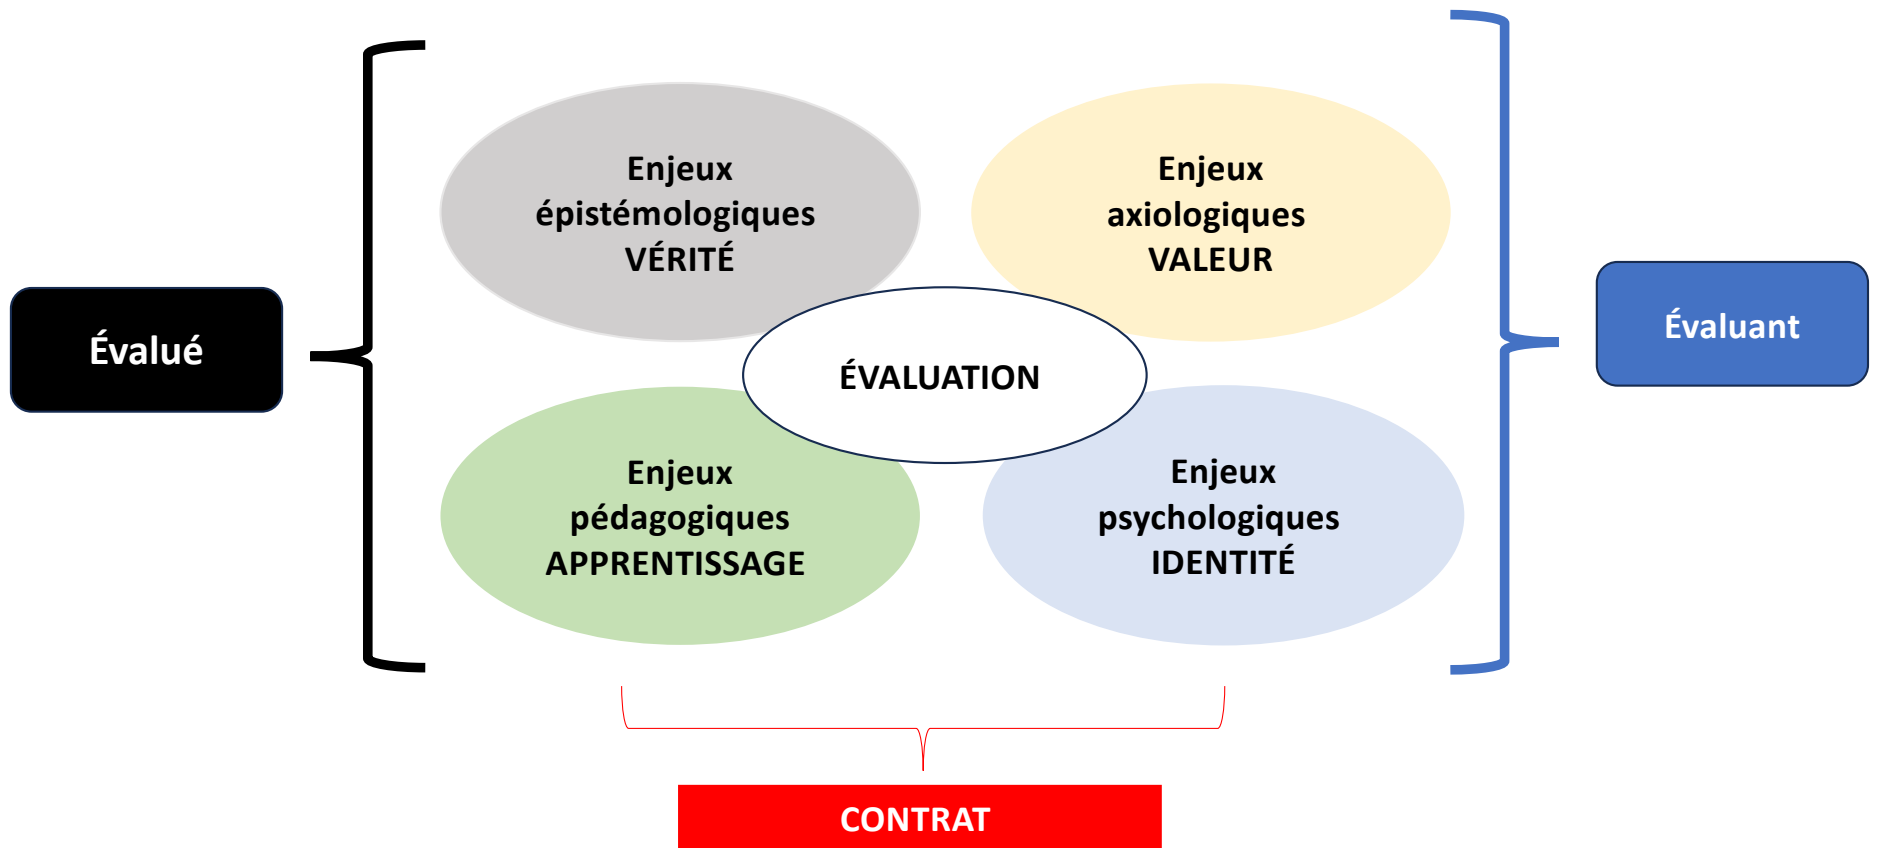 Enjeux
épistémologiques
VÉRITÉ
Enjeux
axiologiques
VALEUR
Évalué
ÉVALUATION
Évaluant
Enjeux
pédagogiques
APPRENTISSAGE
Enjeux
psychologiques
IDENTITÉ
CONTRAT